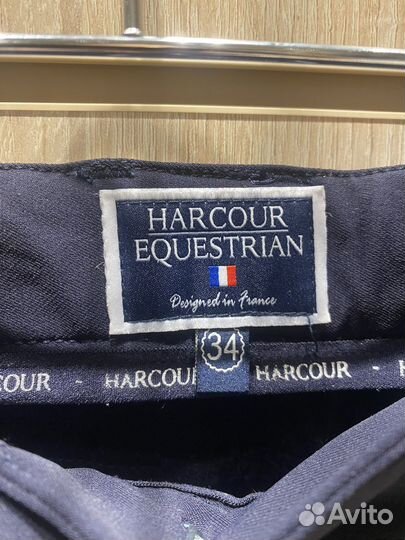 HARCOUR
EQUESTRIAN
Designed in France
34
COUR - HARCOUR HARCOUR -
Avito